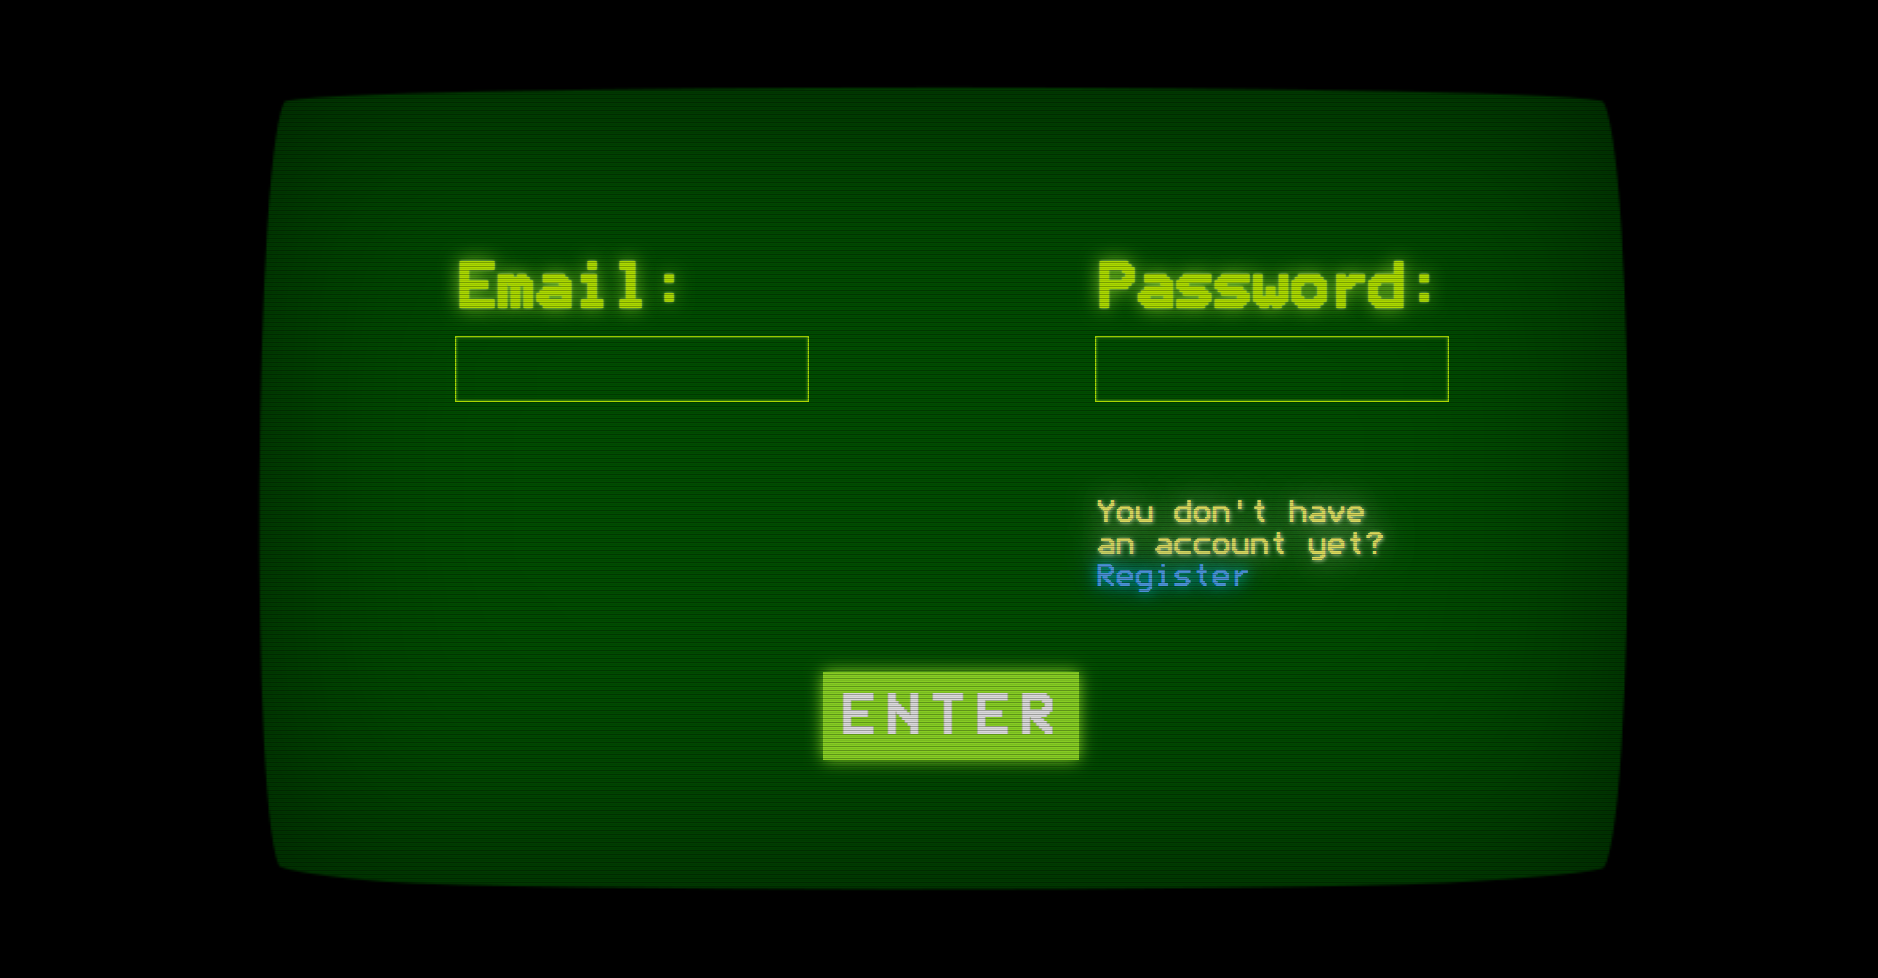 Email:
Password:
You don't have
an account yet?
Register
ENTER